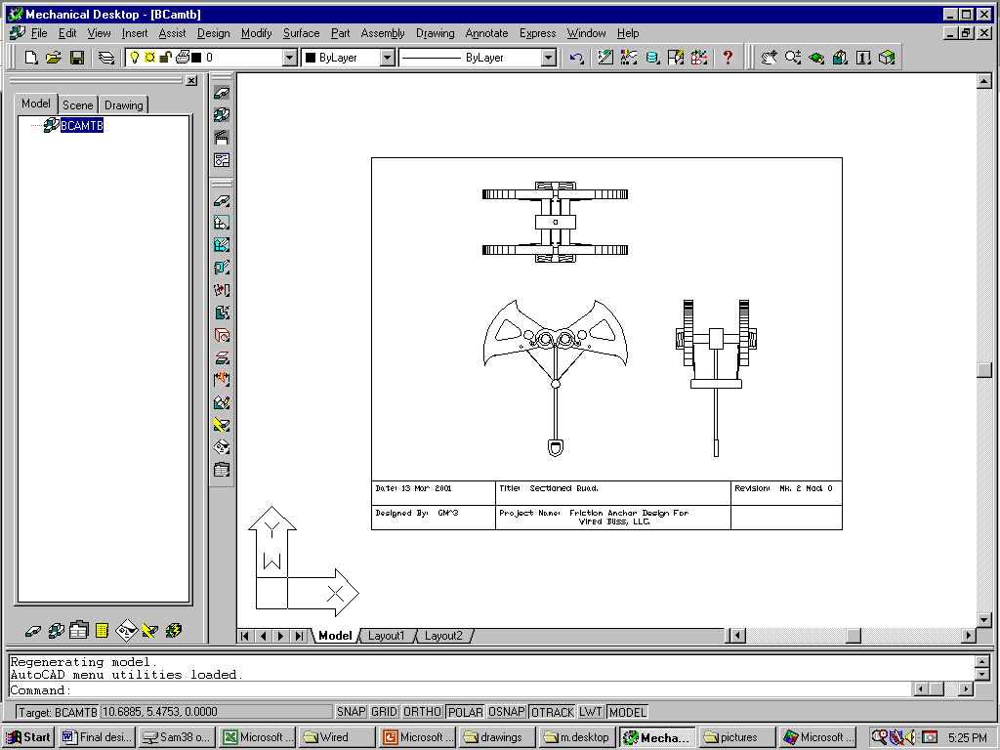 Mechanical Desktop - [BCamtb]
File Edit View Insert Assist Design Modify Surface Part Assembly Drawing Annotate Express Window Help
0 ByLayer ByLayer
Model Scene Drawing
BCAMTB
Date: 13 Mar 2001 Title: Sectioned Quad. Revision: Mk. 2 Mod. 0
Designed By: GM^3 Project Name: Friction Anchor Design For
Wired Bliss, LLC.
Y
W
X
Model Layout1 Layout2
Regenerating model.
AutoCAD menu utilities loaded.
Command:
Target: BCAMTB 10.6885, 5.4753, 0.0000 SNAP GRID ORTHO POLAR OSNAP OTRACK LWT MODEL
Start Final desi... Sam38 o... Microsoft ... Wired Microsoft ... drawings m.desktop Mecha... pictures Microsoft ... 5:25 PM